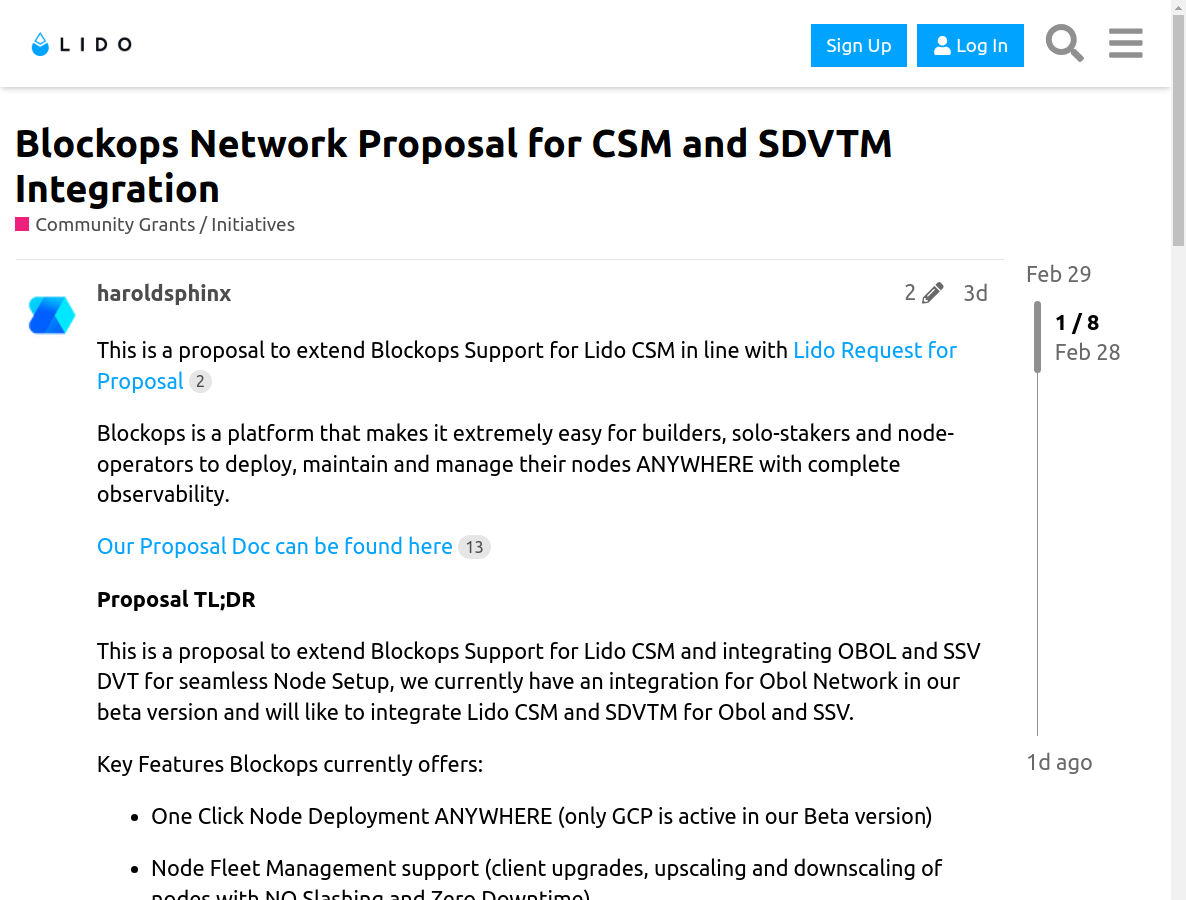 LIDO
Sign Up
Log In
Blockops Network Proposal for CSM and SDVTM
Integration
Community Grants / Initiatives
haroldsphinx
2
3d
This is a proposal to extend Blockops Support for Lido CSM in line with Lido Request for
Proposal 2
Blockops is a platform that makes it extremely easy for builders, solo-stakers and node-
operators to deploy, maintain and manage their nodes ANYWHERE with complete
observability.
Our Proposal Doc can be found here 13
Proposal TL;DR
This is a proposal to extend Blockops Support for Lido CSM and integrating OBOL and SSV
DVT for seamless Node Setup, we currently have an integration for Obol Network in our
beta version and will like to integrate Lido CSM and SDVTM for Obol and SSV.
Key Features Blockops currently offers:
• One Click Node Deployment ANYWHERE (only GCP is active in our Beta version)
• Node Fleet Management support (client upgrades, upscaling and downscaling of
nodes with NO Slashing and Zero Downtime)
Feb 29
1 / 8
Feb 28
1d ago